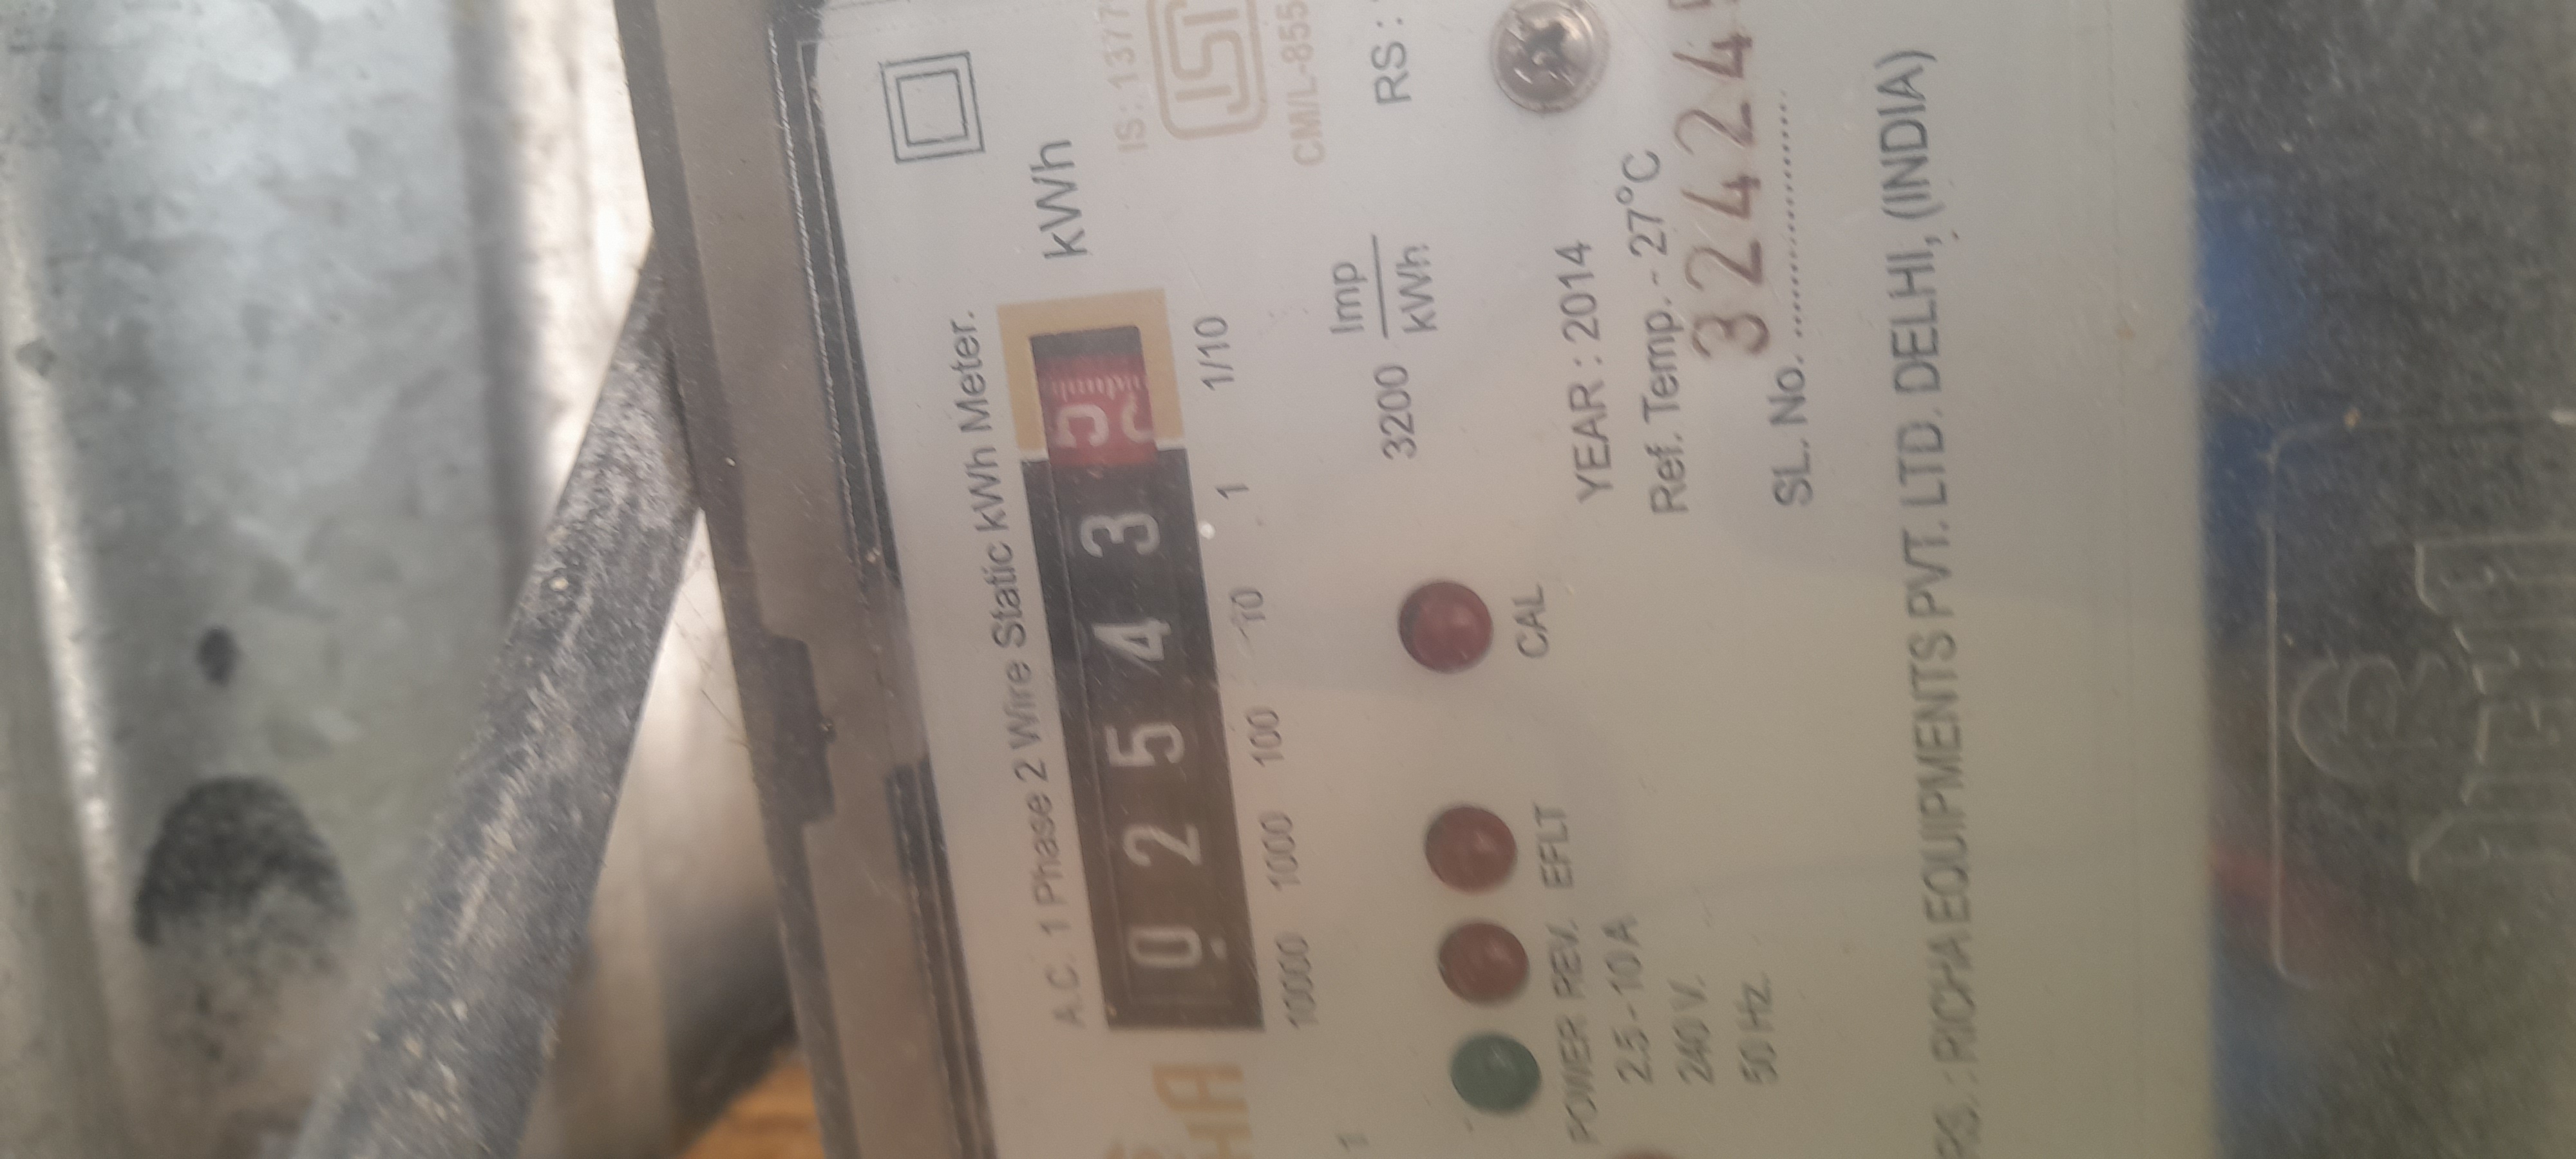 A.C. 1 Phase 2 Wire Static kWh Meter.
0 2 5 4 3 kWh
10000 1000 100 10 1 1/10
IS : 1377
ISI
CM/L-855
3200 Imp
kWh
RS :
CAL
POWER REV. EFLT
2.5 - 10 A
240 V.
50 Hz.
YEAR : 2014
Ref. Temp. - 27°C
SL. No. 32424
RICHA EQUIPMENTS PVT. LTD. DELHI, (INDIA)